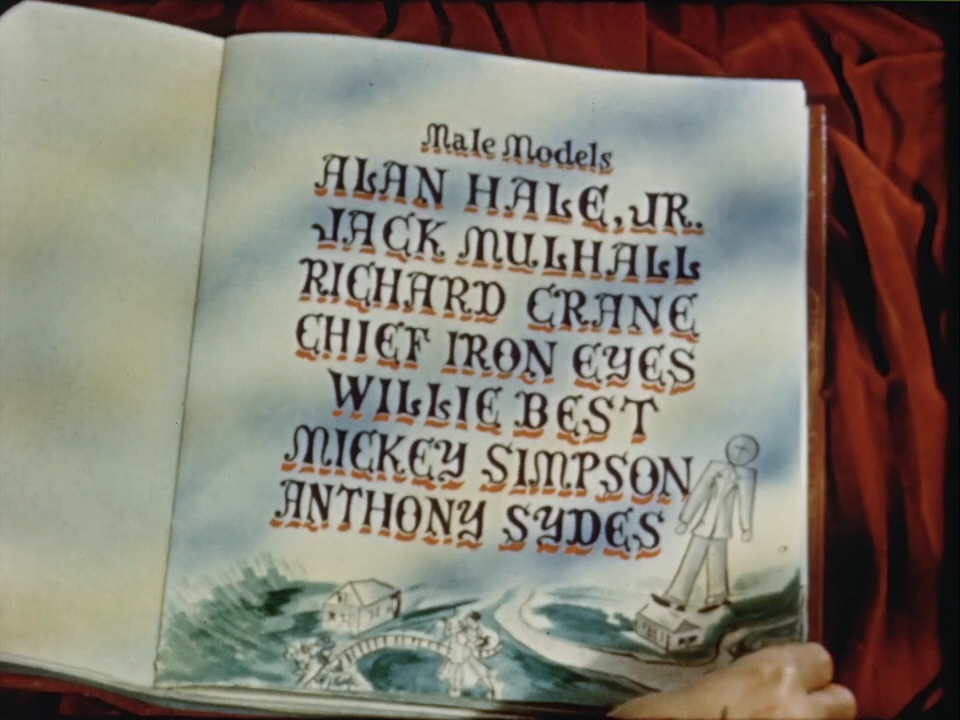 Male Models
ALAN HALE, JR.
JACK MULHALL
RICHARD CRANE
CHIEF IRON EYES
WILLIE BEST
MICKEY SIMPSON
ANTHONY SYDES